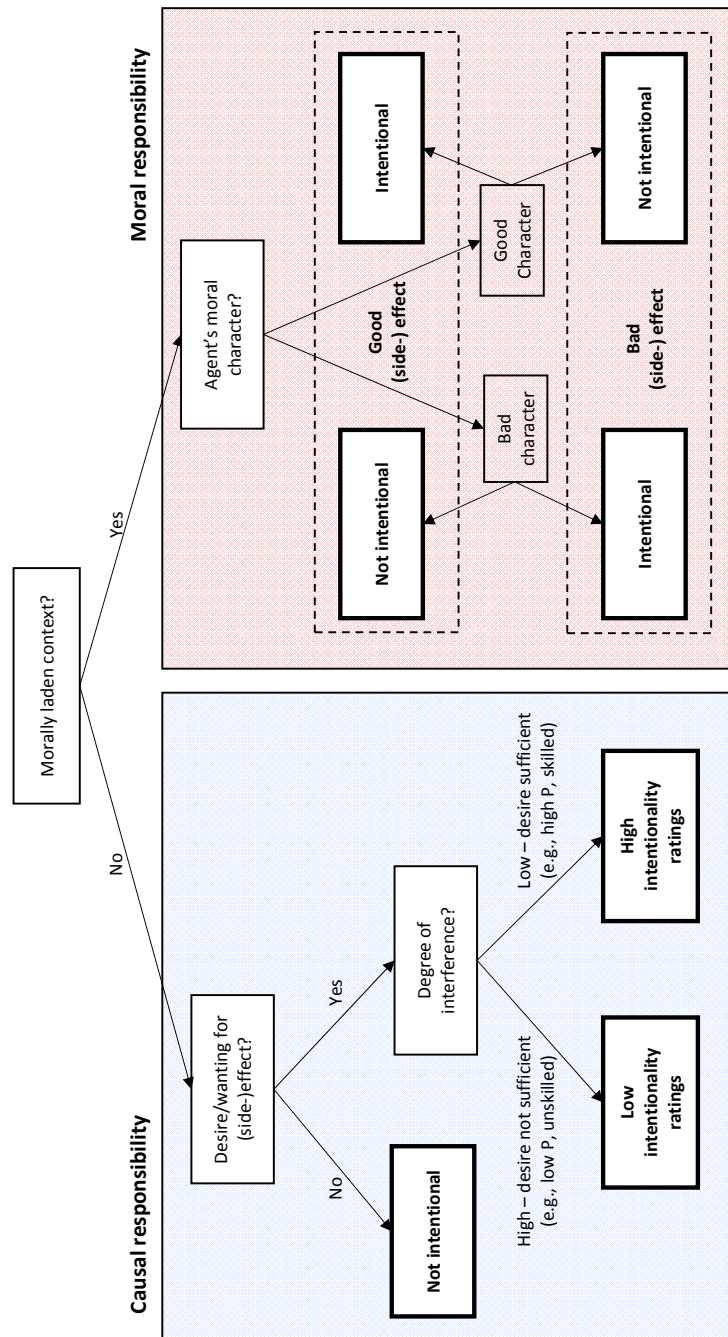 Morally laden context?
No
Yes
Causal responsibility
Desire/wanting for
(side-)effect?
No
Yes
Not intentional
Degree of
interference?
High – desire not sufficient
(e.g., low P, unskilled)
Low – desire sufficient
(e.g., high P, skilled)
Low
intentionality
ratings
High
intentionality
ratings
Moral responsibility
Agent's moral
character?
Not intentional
Good
(side-) effect
Intentional
Bad
character
Good
Character
Intentional
Bad
(side-) effect
Not intentional